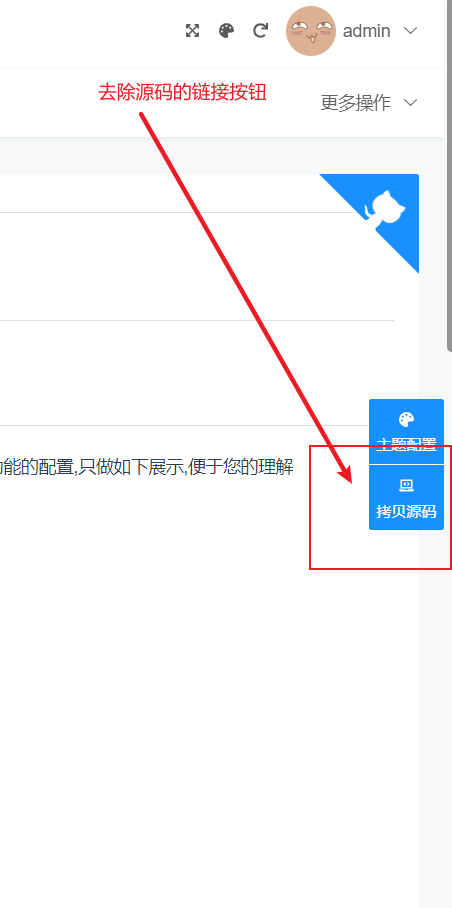 admin
去除源码的链接按钮
更多操作
主题配置
能的配置,只做如下展示,便于您的理解
拷贝源码